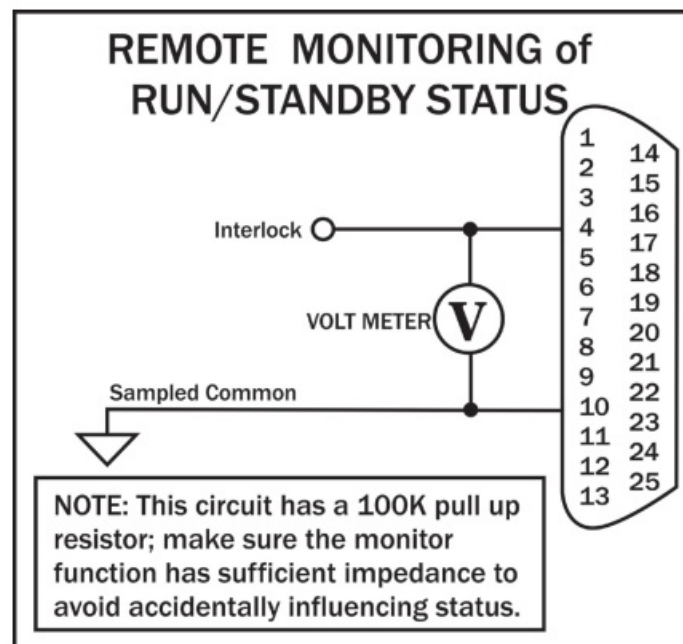 REMOTE MONITORING of
RUN/STANDBY STATUS
1
14
2
15
3
16
Interlock
4
17
5
18
6
19
VOLT METER
V
7
20
8
21
9
22
Sampled Common
10
23
11
24
12
25
13
NOTE: This circuit has a 100K pull up
resistor; make sure the monitor
function has sufficient impedance to
avoid accidentally influencing status.